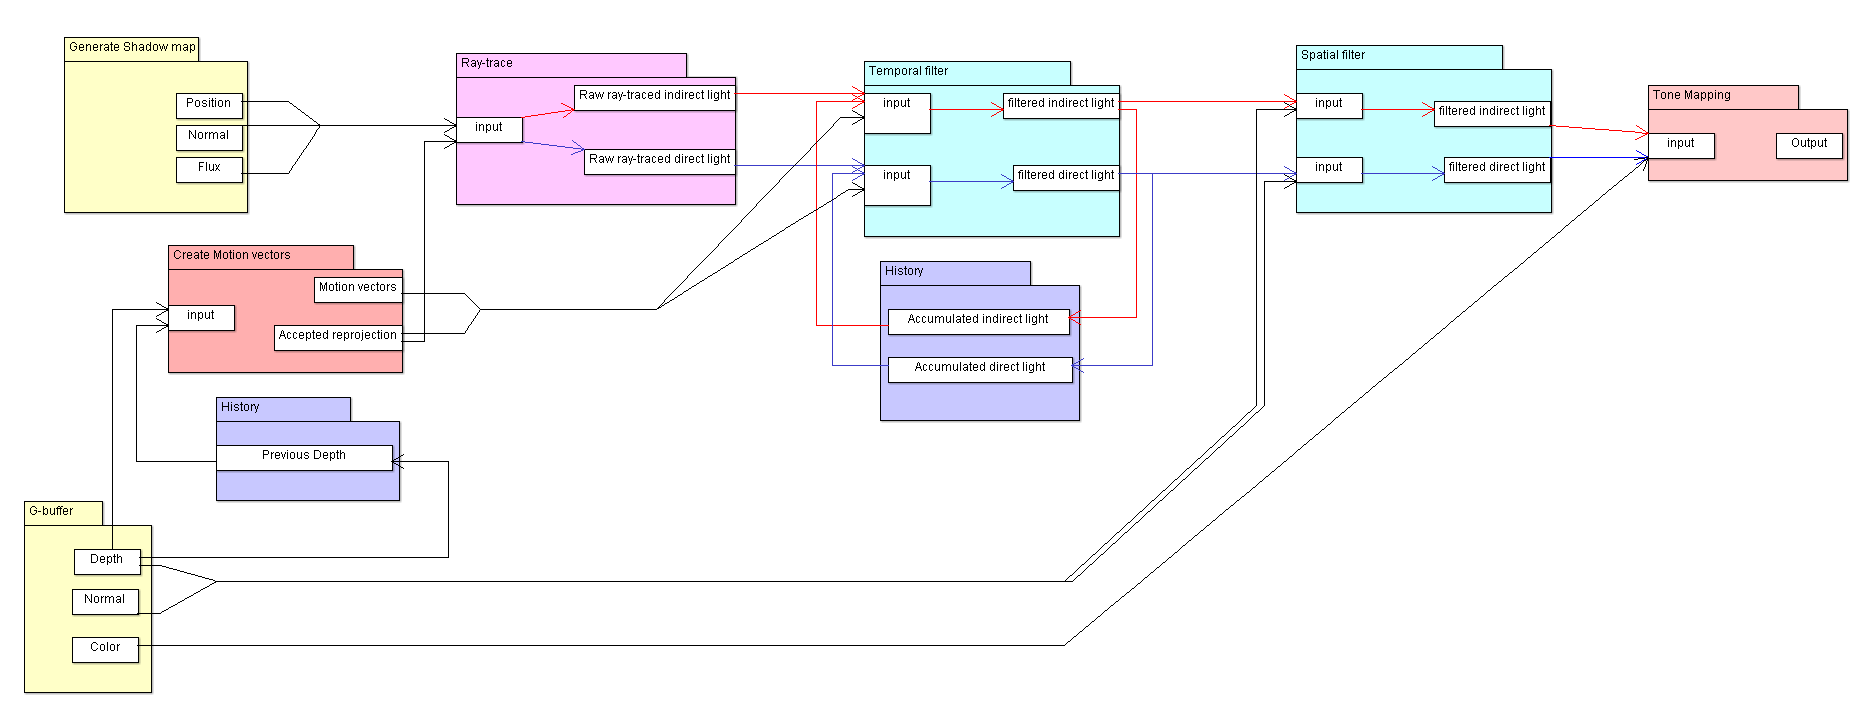 Generate Shadow map
Position
Normal
Flux
Ray-trace
input
Raw ray-traced indirect light
Raw ray-traced direct light
Temporal filter
input
filtered indirect light
input
filtered direct light
Spatial filter
input
filtered indirect light
input
filtered direct light
Tone Mapping
input
Output
Create Motion vectors
Motion vectors
input
Accepted reprojection
History
Accumulated indirect light
Accumulated direct light
History
Previous Depth
G-buffer
Depth
Normal
Color